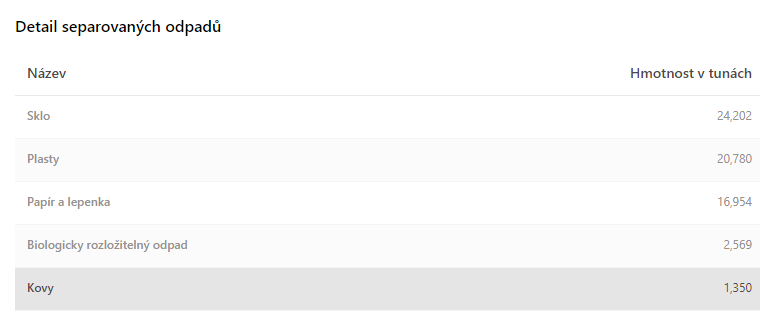 Detail separovaných odpadů
Název Hmotnost v tunách
Sklo 24,202
Plasty 20,780
Papír a lepenka 16,954
Biologicky rozložitelný odpad 2,569
Kovy 1,350